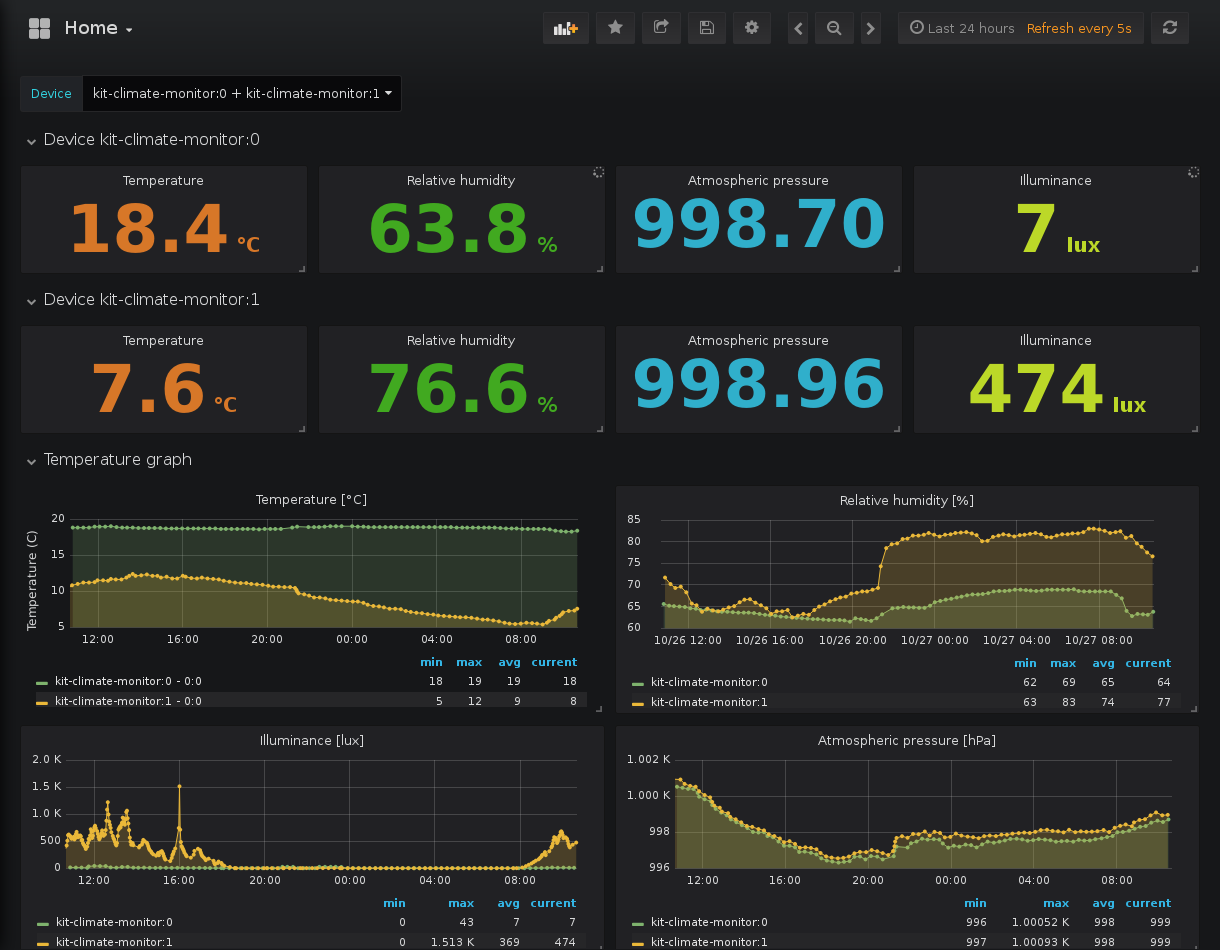 Home
Last 24 hours Refresh every 5s
Device kit-climate-monitor:0 + kit-climate-monitor:1
Device kit-climate-monitor:0
Temperature
18.4 °C
Relative humidity
63.8 %
Atmospheric pressure
998.70
Illuminance
7 lux
Device kit-climate-monitor:1
Temperature
7.6 °C
Relative humidity
76.6 %
Atmospheric pressure
998.96
Illuminance
474 lux
Temperature graph
Temperature [°C]
Temperature (C)
20
15
10
5
12:00 16:00 20:00 00:00 04:00 08:00
min max avg current
kit-climate-monitor:0 - 0:0 18 19 19 18
kit-climate-monitor:1 - 0:0 5 12 9 8
Relative humidity [%]
85
80
75
70
65
60
10/26 12:00 10/26 16:00 10/26 20:00 10/27 00:00 10/27 04:00 10/27 08:00
min max avg current
kit-climate-monitor:0 62 69 65 64
kit-climate-monitor:1 63 83 74 77
Illuminance [lux]
2.0 K
1.5 K
1.0 K
500
0
12:00 16:00 20:00 00:00 04:00 08:00
min max avg current
kit-climate-monitor:0 0 43 7 7
kit-climate-monitor:1 0 1.513 K 369 474
Atmospheric pressure [hPa]
1.002 K
1.000 K
998
996
12:00 16:00 20:00 00:00 04:00 08:00
min max avg current
kit-climate-monitor:0 996 1.00052 K 998 999
kit-climate-monitor:1 997 1.00093 K 998 999